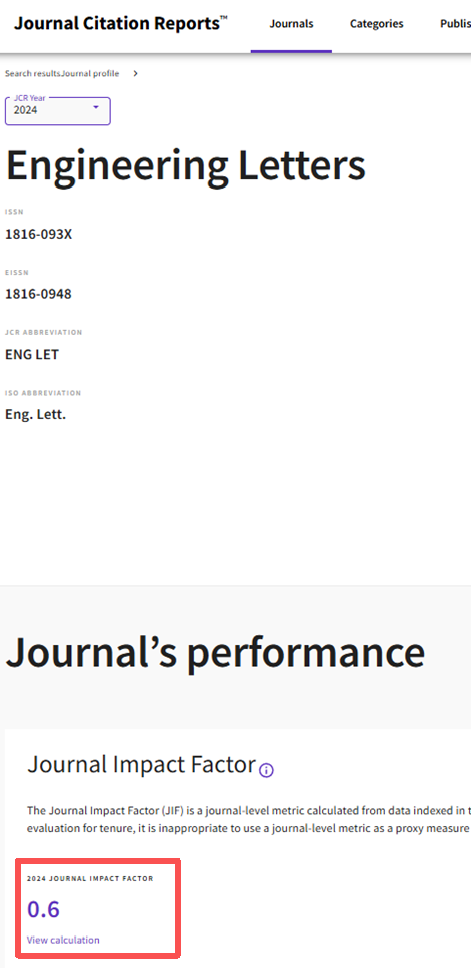 Journal Citation Reports™
Journals Categories
Search resultsJournal profile >
JCR Year
2024
Engineering Letters
ISSN
1816-093X
EISSN
1816-0948
JCR ABBREVIATION
ENG LET
ISO ABBREVIATION
Eng. Lett.
Journal’s performance
Journal Impact Factor
The Journal Impact Factor (JIF) is a journal-level metric calculated from data indexed in
evaluation for tenure, it is inappropriate to use a journal-level metric as a proxy measure
2024 JOURNAL IMPACT FACTOR
0.6
View calculation